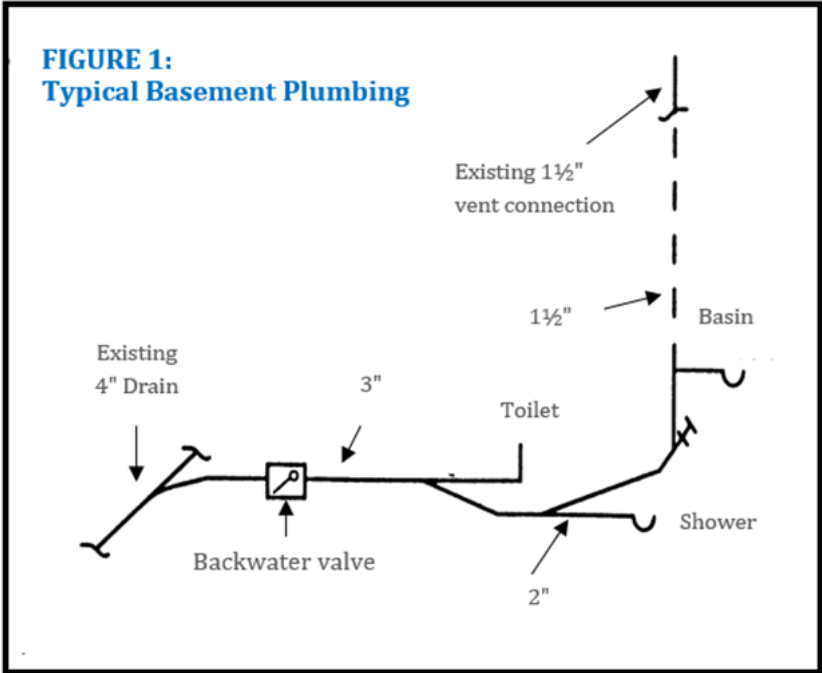 FIGURE 1:
Typical Basement Plumbing
Existing 1½"
vent connection
1½"
Basin
Existing
4" Drain
3"
Toilet
Shower
Backwater valve
2"